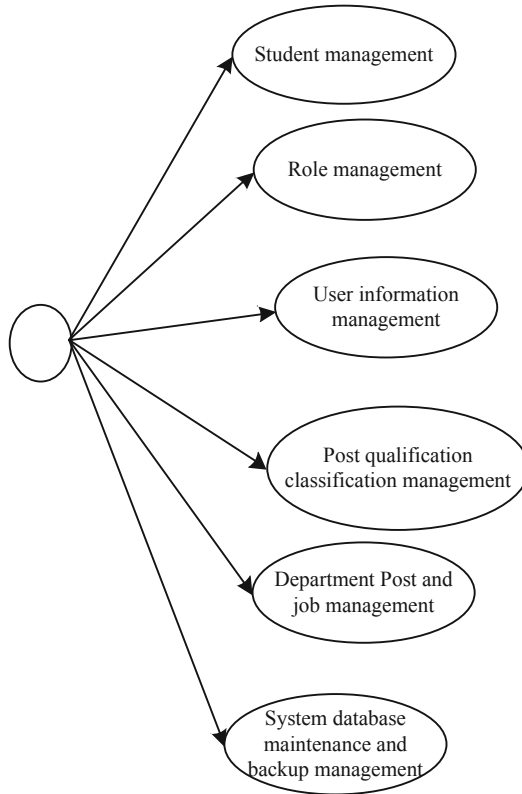 Student management
Role management
User information
management
Post qualification
classification management
Department Post and
job management
System database
maintenance and
backup management